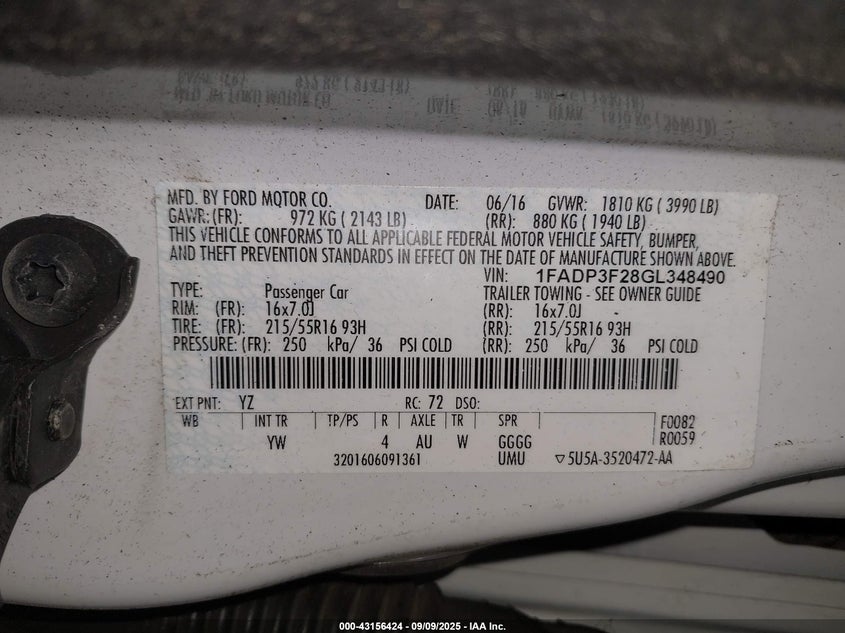 MFD. BY FORD MOTOR CO. DATE: 06/16 GVWR: 1810 KG ( 3990 LB)
GAWR:(FR): 972 KG ( 2143 LB) (RR): 880 KG ( 1940 LB)
THIS VEHICLE CONFORMS TO ALL APPLICABLE FEDERAL MOTOR VEHICLE SAFETY, BUMPER,
AND THEFT PREVENTION STANDARDS IN EFFECT ON THE DATE OF MANUFACTURE SHOWN ABOVE.
VIN: 1FADP3F28GL348490
TYPE: Passenger Car TRAILER TOWING - SEE OWNER GUIDE
RIM: (FR): 16x7.0J (RR): 16x7.0J -
TIRE: (FR): 215/55R16 93H (RR): 215/55R16 93H
PRESSURE: (FR): 250 kPa/ 36 PSI COLD (RR): 250 kPa/ 36 PSI COLD
EXT PNT: YZ RC: 72 DSO:
WB INT TR TP/PS R AXLE TR SPR F0082
YW 4 AU W GGGG R0059
3201606091361 UMU ▽5U5A-3520472-AA
000-43156424 - 09/09/2025 - IAA Inc.